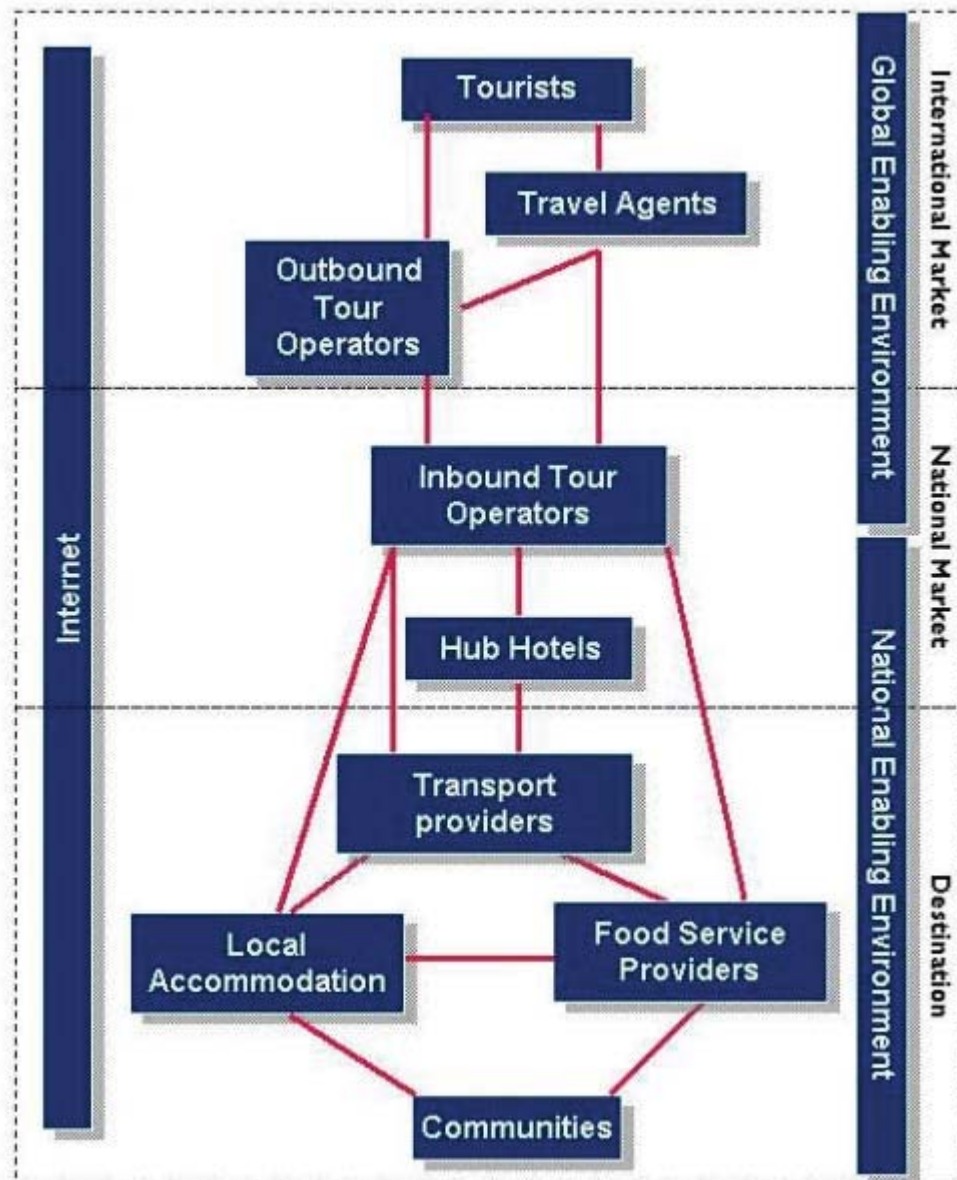 Tourists
Travel Agents
Outbound
Tour
Operators
Inbound Tour
Operators
Hub Hotels
Transport
providers
Local
Accommodation
Food Service
Providers
Communities
Internet
Global Enabling Environment
National Enabling Environment
International Market
National Market
Destination